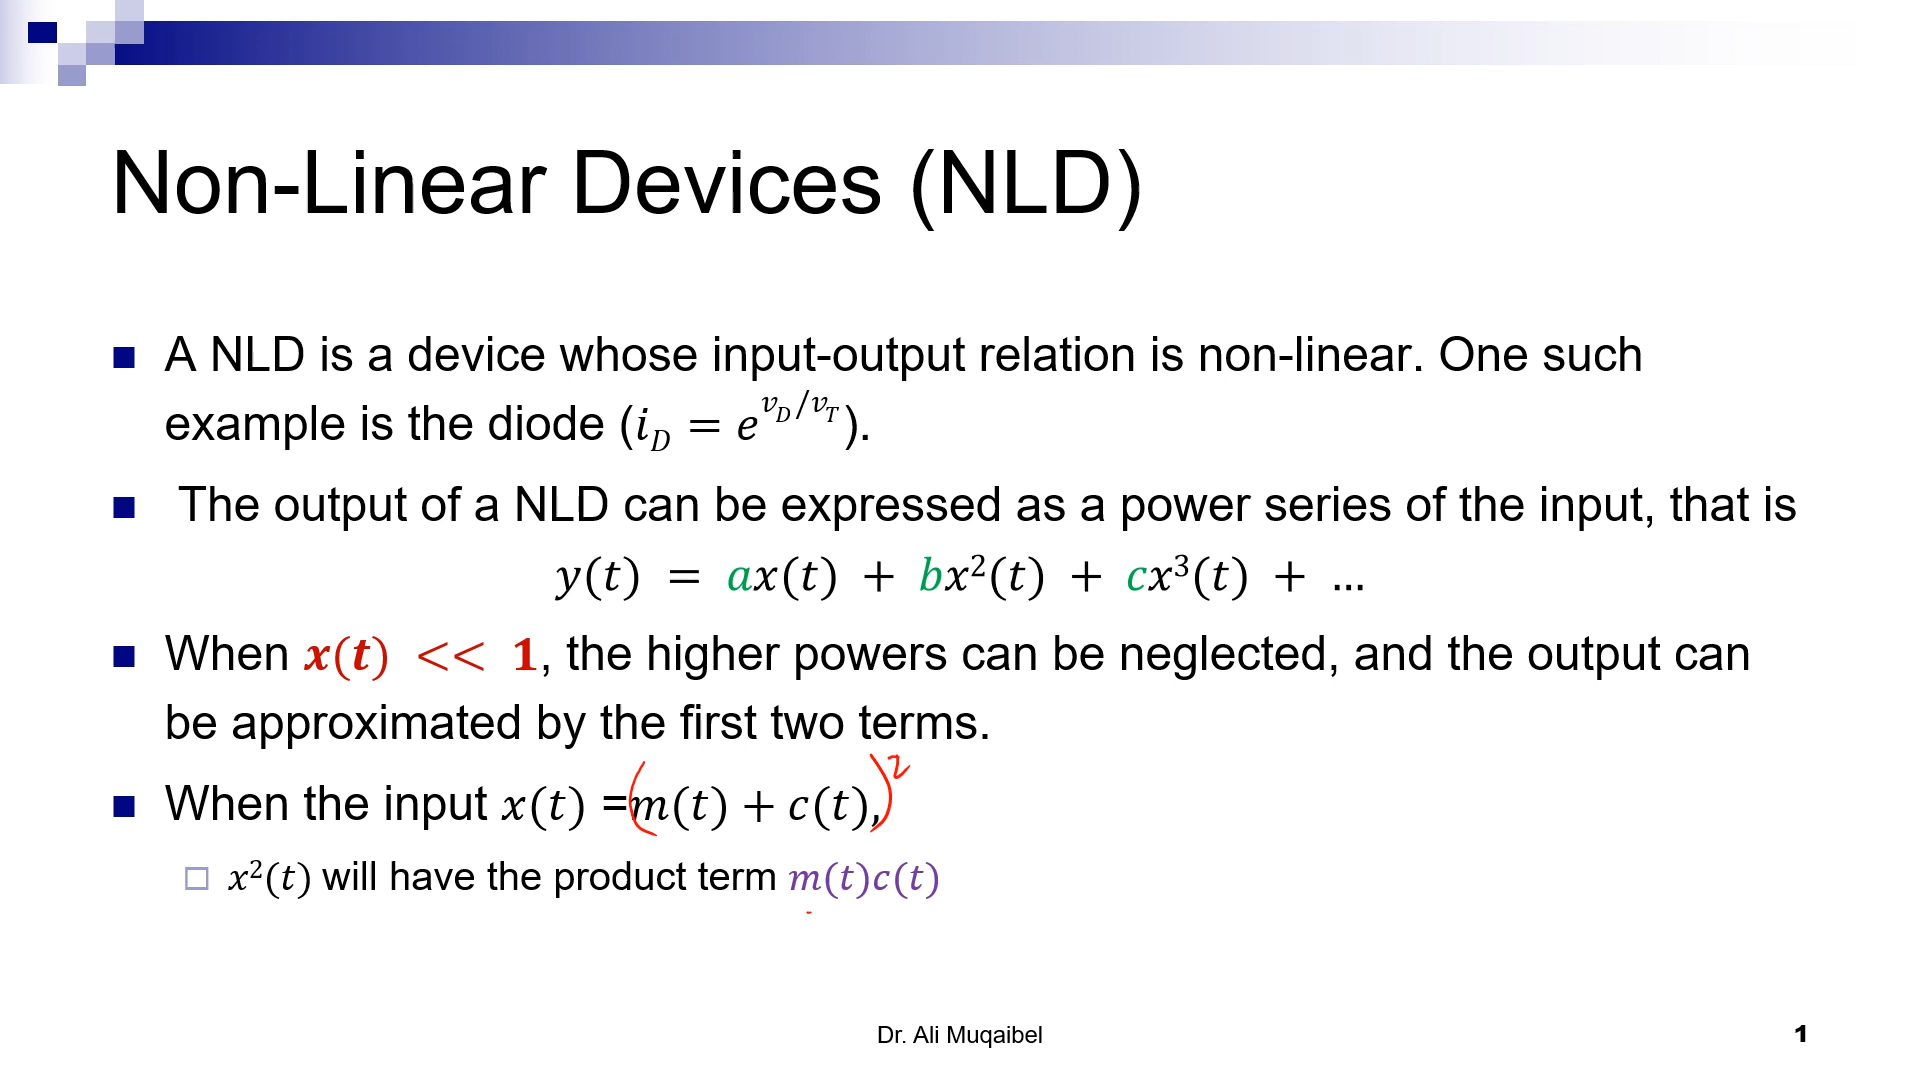 Non-Linear Devices (NLD)
A NLD is a device whose input-output relation is non-linear. One such
example is the diode (i_D = e^{v_D/v_T}).
The output of a NLD can be expressed as a power series of the input, that is
y(t) = ax(t) + bx²(t) + cx³(t) + ...
When x(t) << 1, the higher powers can be neglected, and the output can
be approximated by the first two terms.
When the input x(t) =(m(t) + c(t),)²
x²(t) will have the product term m(t)c(t)
Dr. Ali Muqaibel
1